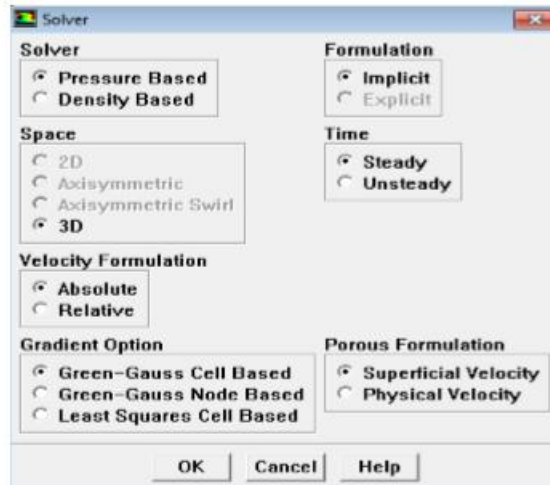 Solver
Solver
Pressure Based
Density Based
Formulation
Implicit
Explicit
Space
2D
Axisymmetric
Axisymmetric Swirl
3D
Time
Steady
Unsteady
Velocity Formulation
Absolute
Relative
Gradient Option
Green-Gauss Cell Based
Green-Gauss Node Based
Least Squares Cell Based
Porous Formulation
Superficial Velocity
Physical Velocity
OK Cancel Help